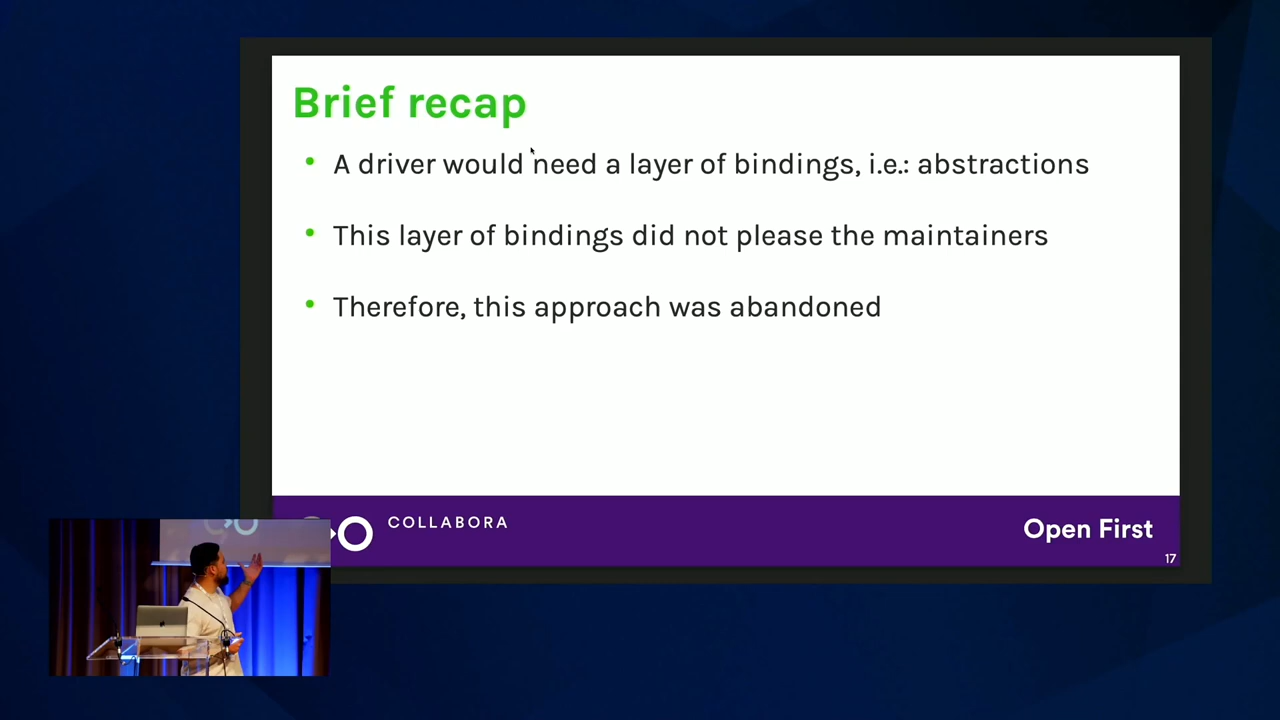 Brief recap
• A driver would need a layer of bindings, i.e.: abstractions
• This layer of bindings did not please the maintainers
• Therefore, this approach was abandoned
COLLABORA
Open First
17